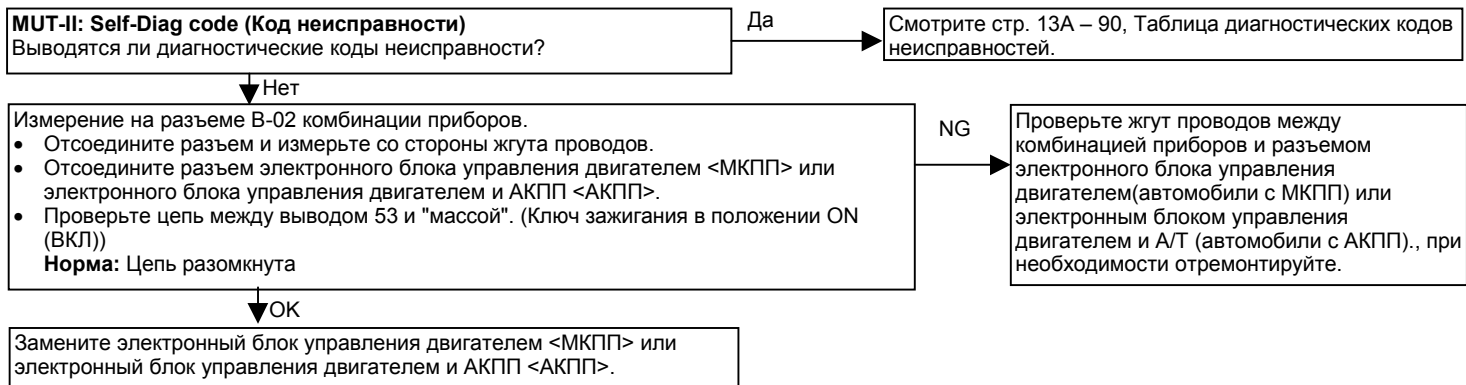 MUT-II: Self-Diag code (Код неисправности)
Выводятся ли диагностические коды неисправности?
Да
Смотрите стр. 13A – 90, Таблица диагностических кодов
неисправностей.
Нет
Измерение на разъеме B-02 комбинации приборов.
• Отсоедините разъем и измерьте со стороны жгута проводов.
• Отсоедините разъем электронного блока управления двигателем <МКПП> или
электронного блока управления двигателем и АКПП <АКПП>.
• Проверьте цепь между выводом 53 и "массой". (Ключ зажигания в положении ON
(ВКЛ))
Норма: Цепь разомкнута
NG
Проверьте жгут проводов между
комбинацией приборов и разъемом
электронного блока управления
двигателем(автомобили с МКПП) или
электронным блоком управления
двигателем и А/Т (автомобили с АКПП)., при
необходимости отремонтируйте.
OK
Замените электронный блок управления двигателем <МКПП> или
электронный блок управления двигателем и АКПП <АКПП>.